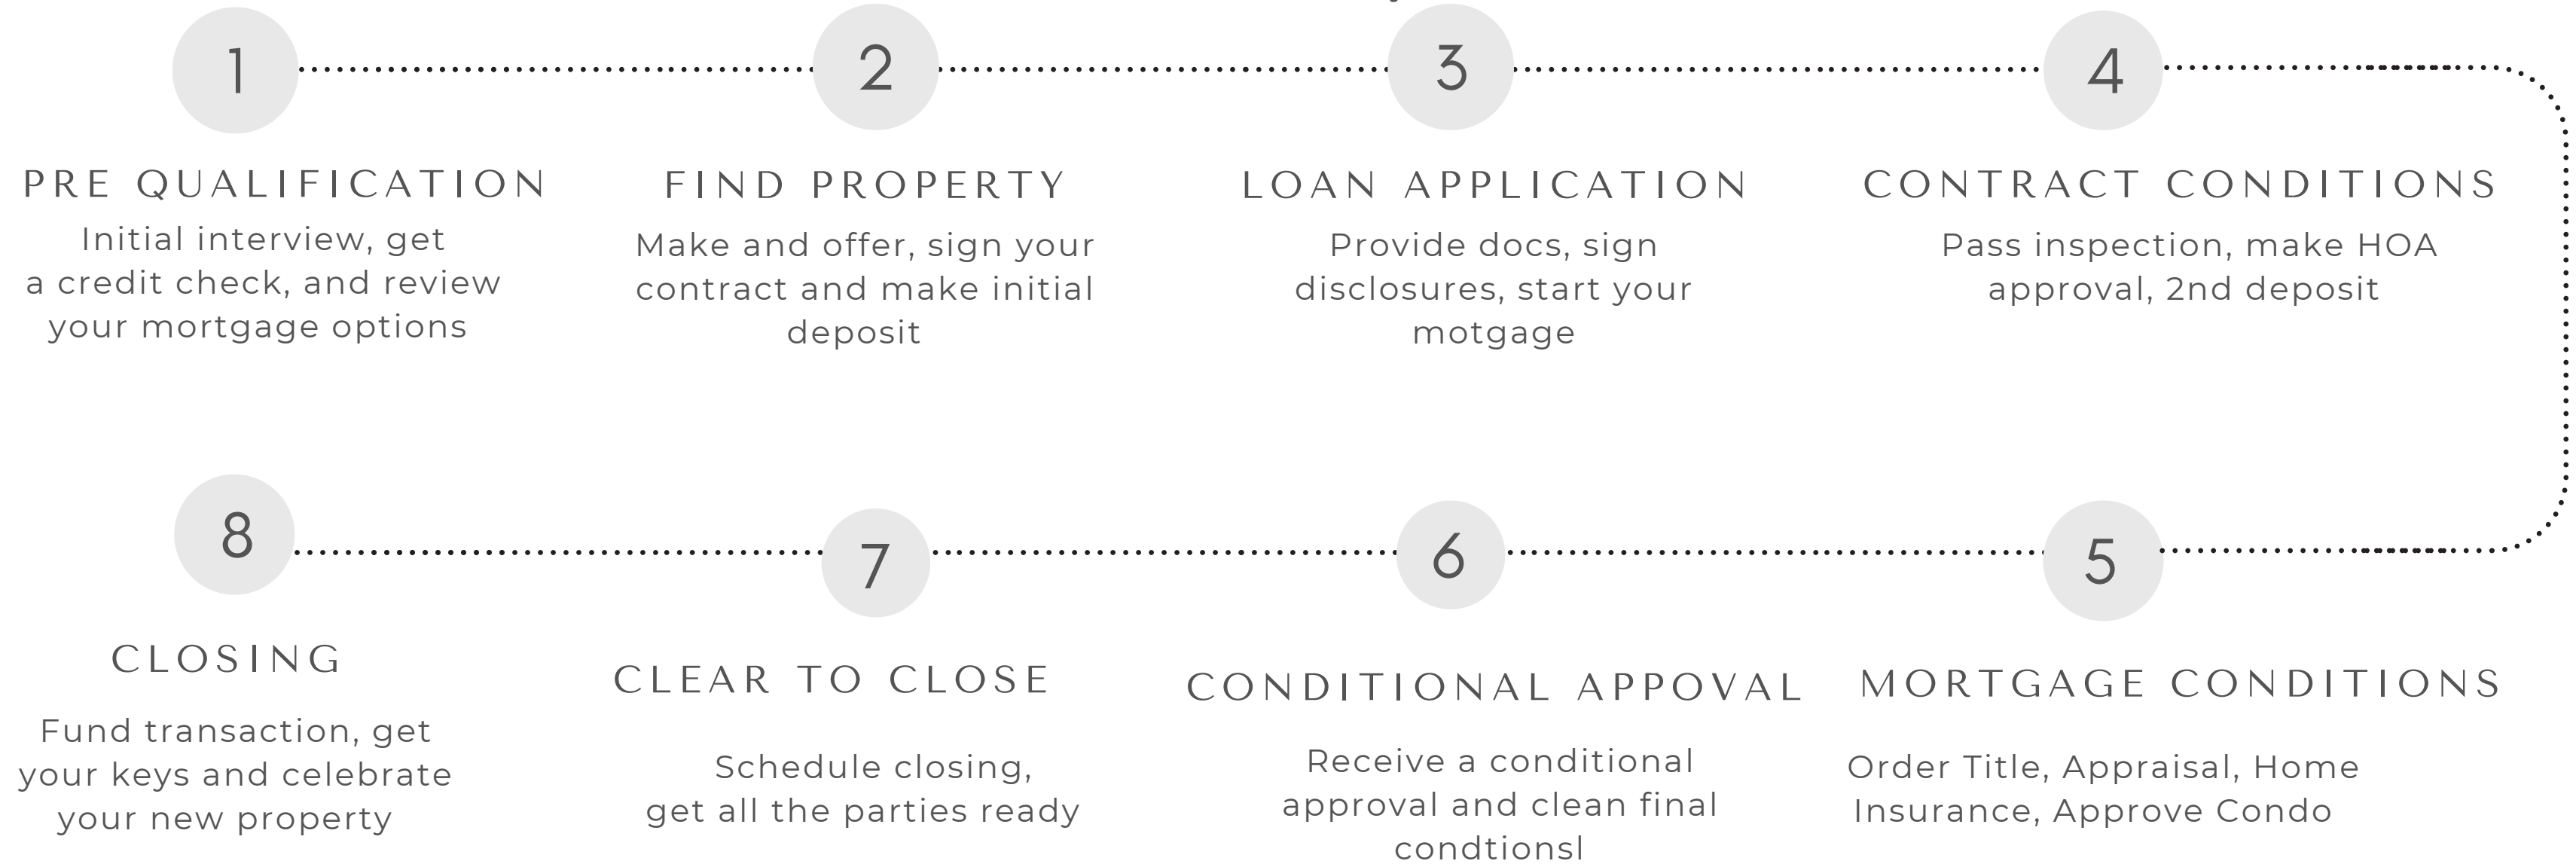 1
PRE QUALIFICATION
Initial interview, get
a credit check, and review
your mortgage options
2
FIND PROPERTY
Make and offer, sign your
contract and make initial
deposit
3
LOAN APPLICATION
Provide docs, sign
disclosures, start your
motgage
4
CONTRACT CONDITIONS
Pass inspection, make HOA
approval, 2nd deposit
5
MORTGAGE CONDITIONS
Order Title, Appraisal, Home
Insurance, Approve Condo
6
CONDITIONAL APPOVAL
Receive a conditional
approval and clean final
condtionsl
7
CLEAR TO CLOSE
Schedule closing,
get all the parties ready
8
CLOSING
Fund transaction, get
your keys and celebrate
your new property